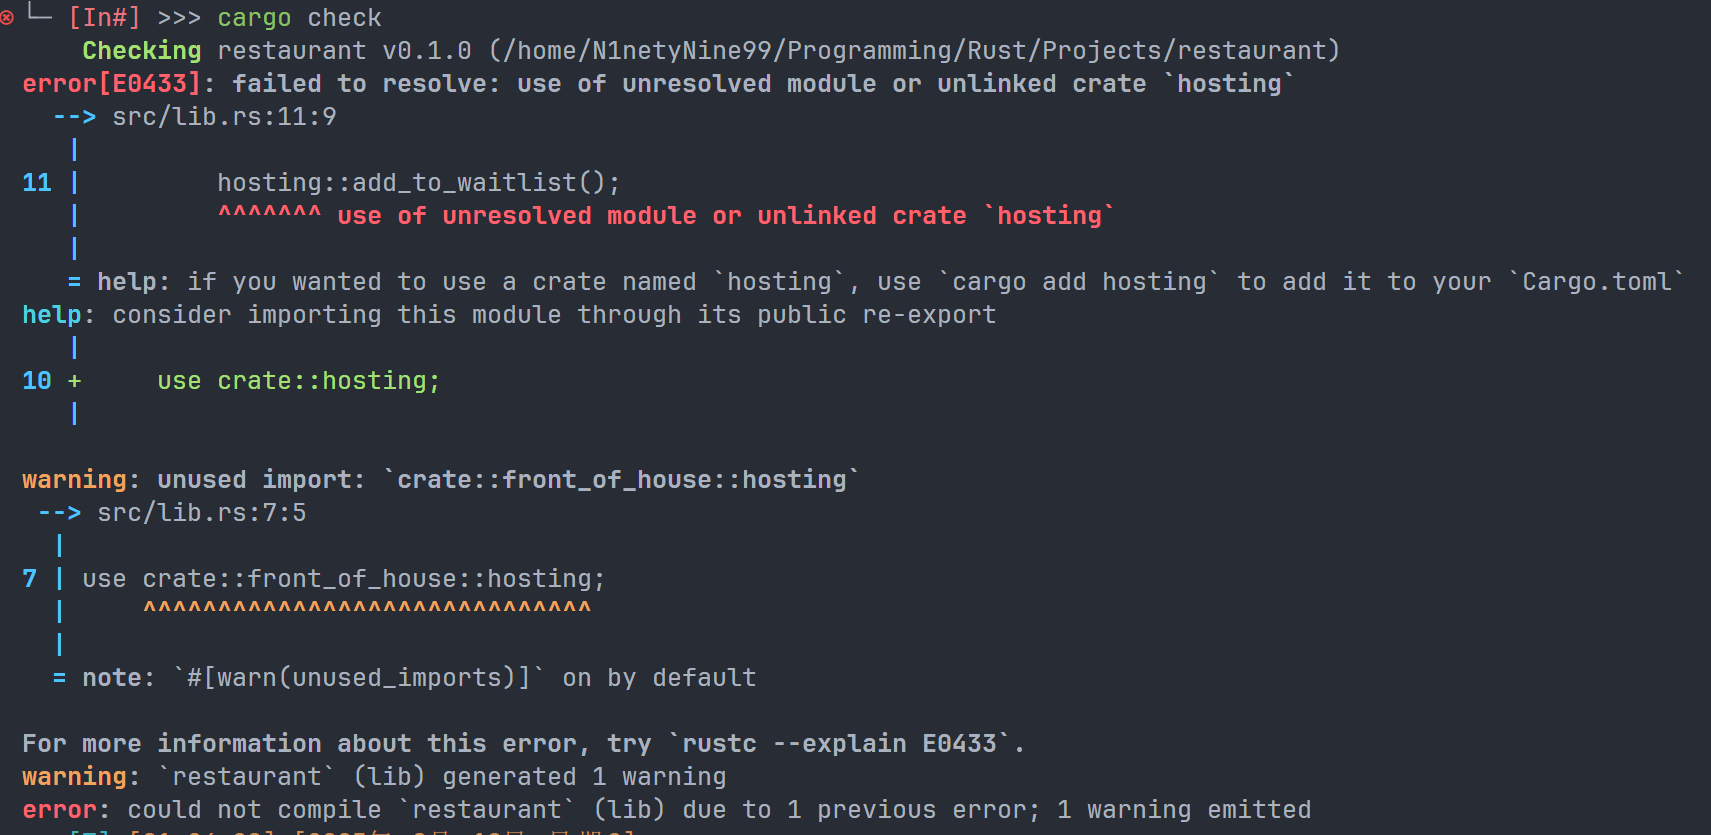 └─ [In#] >>> cargo check
    Checking restaurant v0.1.0 (/home/N1netyNine99/Programming/Rust/Projects/restaurant)
error[E0433]: failed to resolve: use of unresolved module or unlinked crate `hosting`
  --> src/lib.rs:11:9
   |
11 |         hosting::add_to_waitlist();
   |         ^^^^^^^ use of unresolved module or unlinked crate `hosting`
   |
   = help: if you wanted to use a crate named `hosting`, use `cargo add hosting` to add it to your `Cargo.toml`
help: consider importing this module through its public re-export
   |
10 +     use crate::hosting;
   |
warning: unused import: `crate::front_of_house::hosting`
 --> src/lib.rs:7:5
  |
7 | use crate::front_of_house::hosting;
  |     ^^^^^^^^^^^^^^^^^^^^^^^^^^^^^^
  |
  = note: `#[warn(unused_imports)]` on by default
For more information about this error, try `rustc --explain E0433`.
warning: `restaurant` (lib) generated 1 warning
error: could not compile `restaurant` (lib) due to 1 previous error; 1 warning emitted